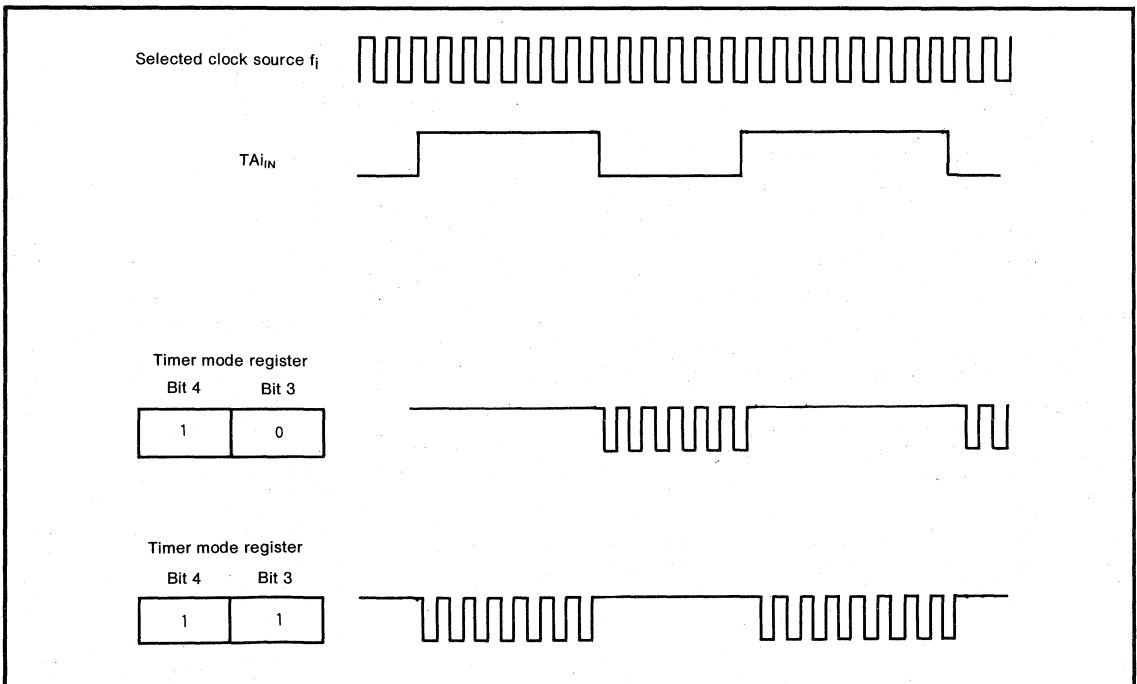 Selected clock source fi
TAiIN
Timer mode register
Bit 4 Bit 3
1 0
Timer mode register
Bit 4 Bit 3
1 1